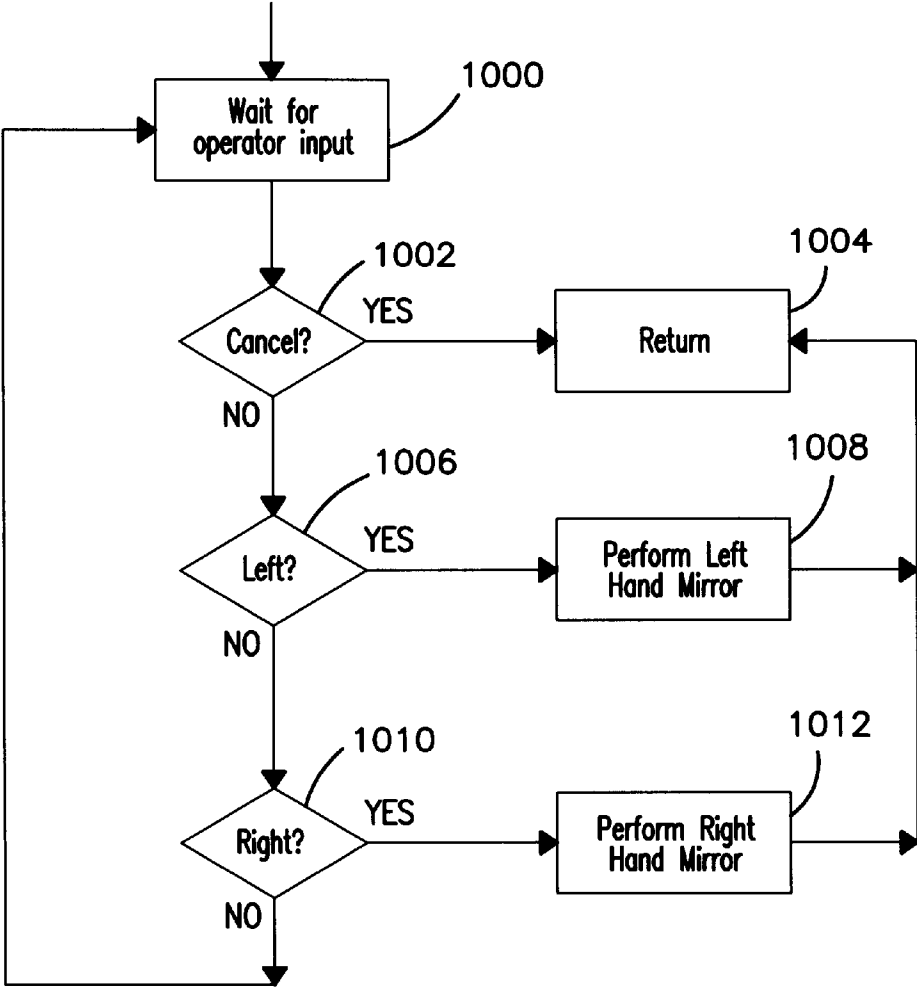 1000
Wait for
operator input
1002
1004
YES
Cancel?
Return
NO
1006
1008
YES
Left?
Perform Left
Hand Mirror
NO
1010
1012
YES
Right?
Perform Right
Hand Mirror
NO